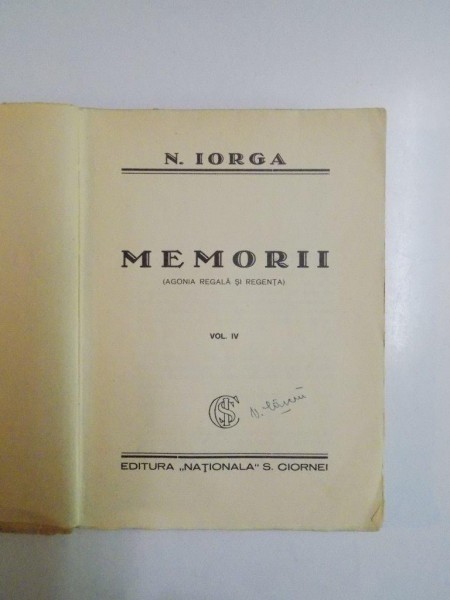 N. IORGA
MEMORII
(AGONIA REGALĂ ȘI REGENȚA)
VOL. IV
EDITURA „NAȚIONALA" S. CIORNEI